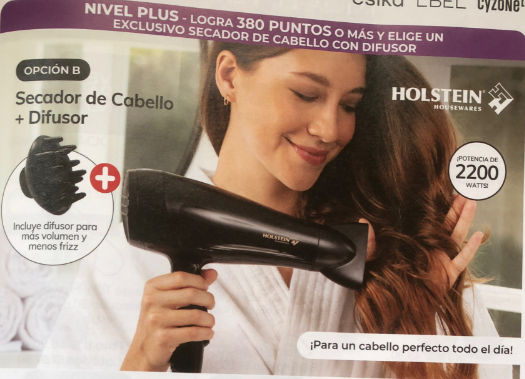 ésika L'BEL cyzone
NIVEL PLUS - LOGRA 380 PUNTOS O MÁS Y ELIGE UN
EXCLUSIVO SECADOR DE CABELLO CON DIFUSOR
OPCIÓN B
Secador de Cabello
+ Difusor
HOLSTEIN
HOUSEWARES
¡POTENCIA DE
2200
WATTS!
Incluye difusor para
más volumen y
menos frizz
HOLSTEIN
¡Para un cabello perfecto todo el día!